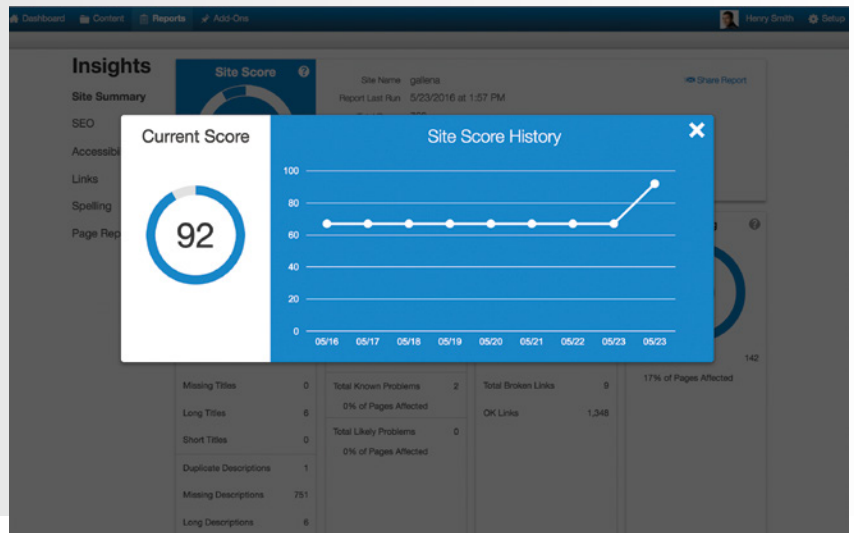 Dashboard Content Reports Add-Ons Henry Smith Setup
Insights
Site Summary
SEO
Links
Spelling
Page Rep
Site Score
Site Name gallena
Report Last Run 5/23/2016 at 1:57 PM
Share Report
Current Score
92
Site Score History
100
80
60
40
20
0
05/16 05/17 05/18 05/19 05/20 05/21 05/22 05/23 05/23
142
17% of Pages Affected
Missing Titles 0
Long Titles 6
Short Titles 0
Duplicate Descriptions 1
Missing Descriptions 751
Long Descriptions 6
Total Known Problems 2
0% of Pages Affected
Total Likely Problems 0
0% of Pages Affected
Total Broken Links 9
OK Links 1,348